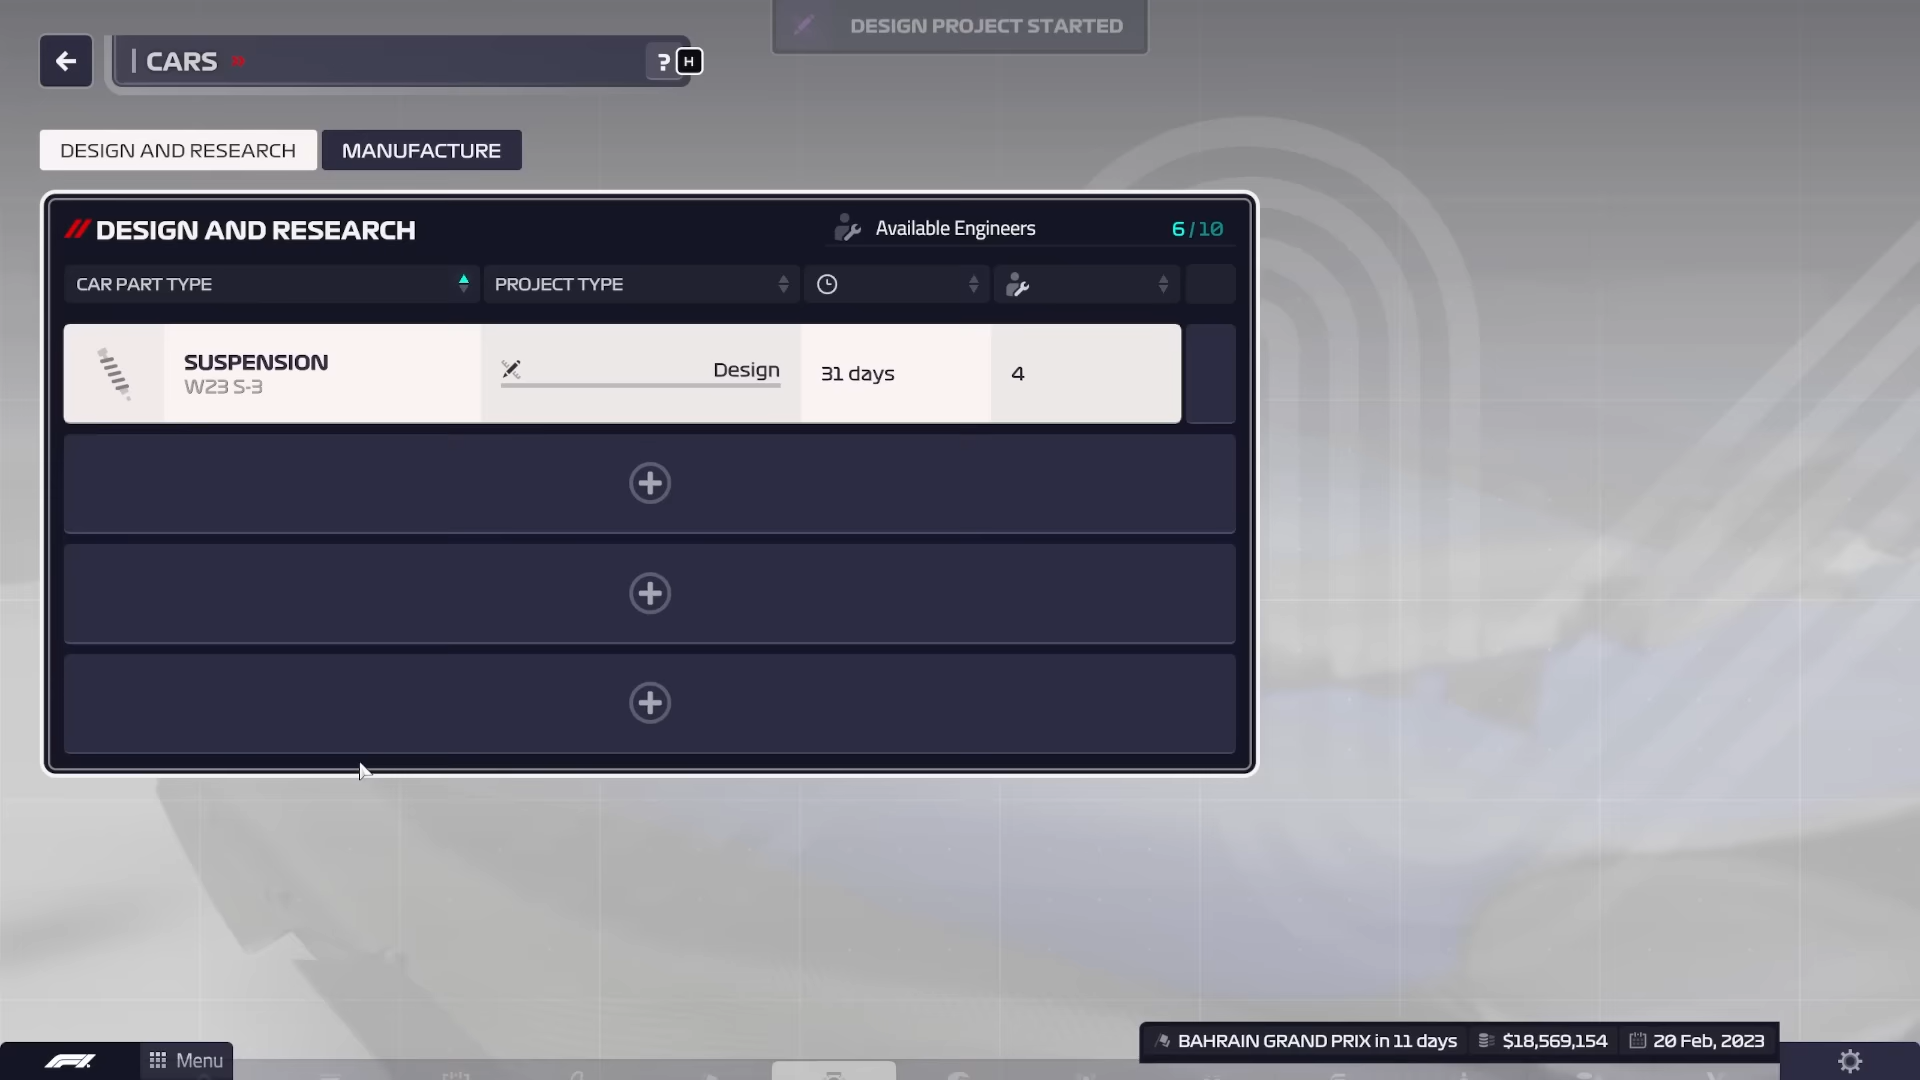 DESIGN PROJECT STARTED
CARS
? H
DESIGN AND RESEARCH
MANUFACTURE
DESIGN AND RESEARCH
Available Engineers
6/10
CAR PART TYPE
PROJECT TYPE
SUSPENSION
W23 S-3
Design
31 days
4
BAHRAIN GRAND PRIX in 11 days
$18,569,154
20 Feb, 2023
Menu